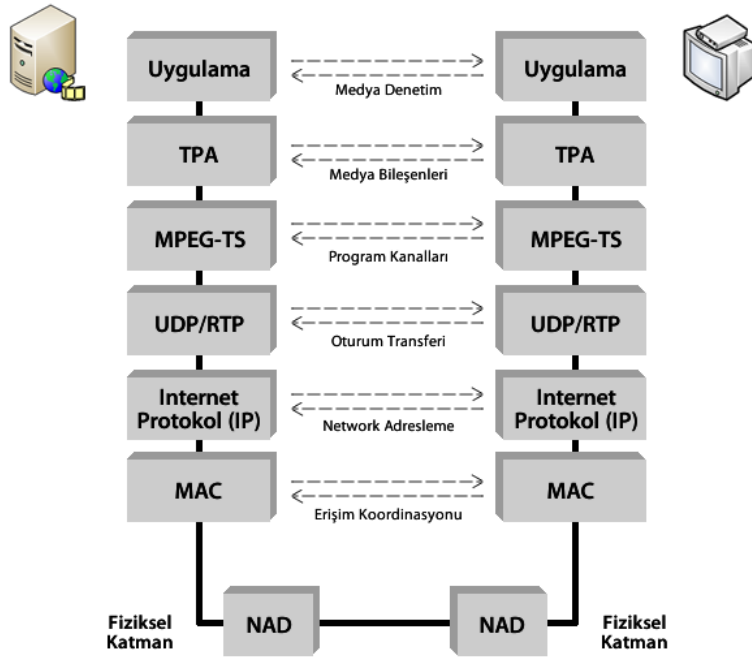 Uygulama
Uygulama
Medya Denetim
TPA
TPA
Medya Bileşenleri
MPEG-TS
MPEG-TS
Program Kanalları
UDP/RTP
UDP/RTP
Oturum Transferi
Internet
Protokol (IP)
Internet
Protokol (IP)
Network Adresleme
MAC
MAC
Erişim Koordinasyonu
Fiziksel
Katman
NAD
NAD
Fiziksel
Katman